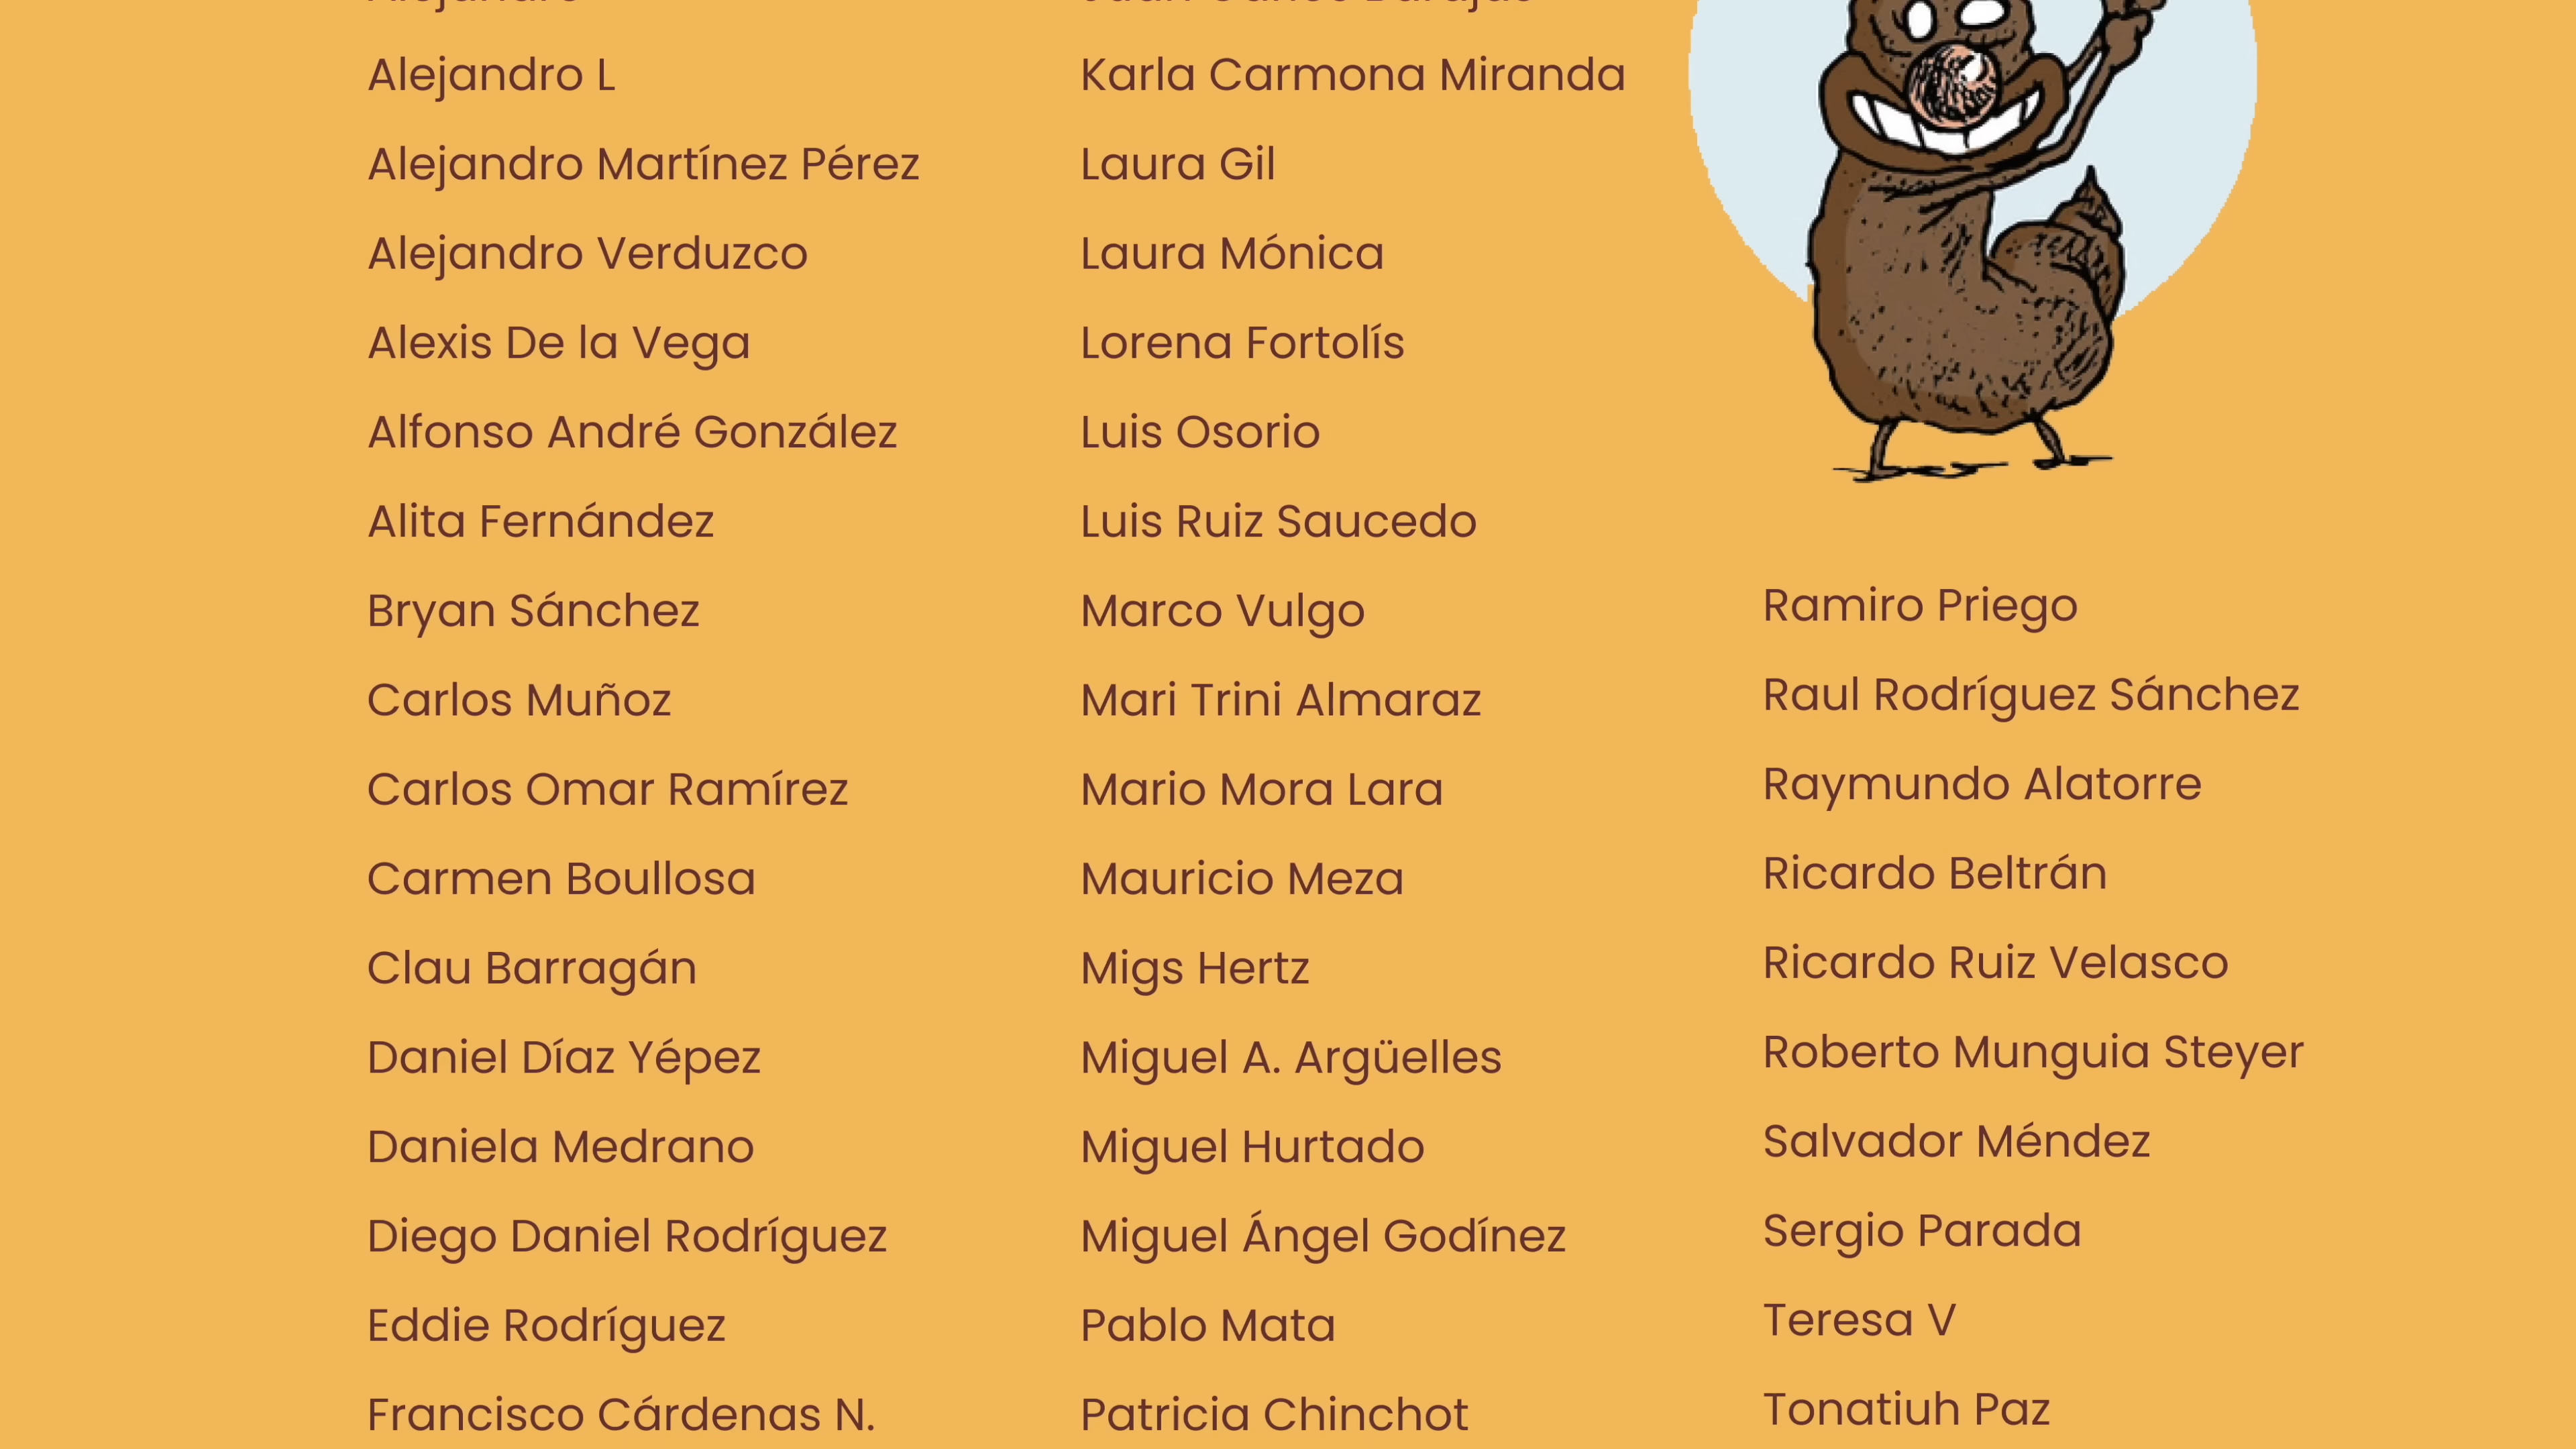 Alejandro L
Alejandro Martínez Pérez
Alejandro Verduzco
Alexis De la Vega
Alfonso André González
Alita Fernández
Bryan Sánchez
Carlos Muñoz
Carlos Omar Ramírez
Carmen Boullosa
Clau Barragán
Daniel Díaz Yépez
Daniela Medrano
Diego Daniel Rodríguez
Eddie Rodríguez
Francisco Cárdenas N.
Karla Carmona Miranda
Laura Gil
Laura Mónica
Lorena Fortolís
Luis Osorio
Luis Ruiz Saucedo
Marco Vulgo
Mari Trini Almaraz
Mario Mora Lara
Mauricio Meza
Migs Hertz
Miguel A. Argüelles
Miguel Hurtado
Miguel Ángel Godínez
Pablo Mata
Patricia Chinchot
Ramiro Priego
Raul Rodríguez Sánchez
Raymundo Alatorre
Ricardo Beltrán
Ricardo Ruiz Velasco
Roberto Munguia Steyer
Salvador Méndez
Sergio Parada
Teresa V
Tonatiuh Paz